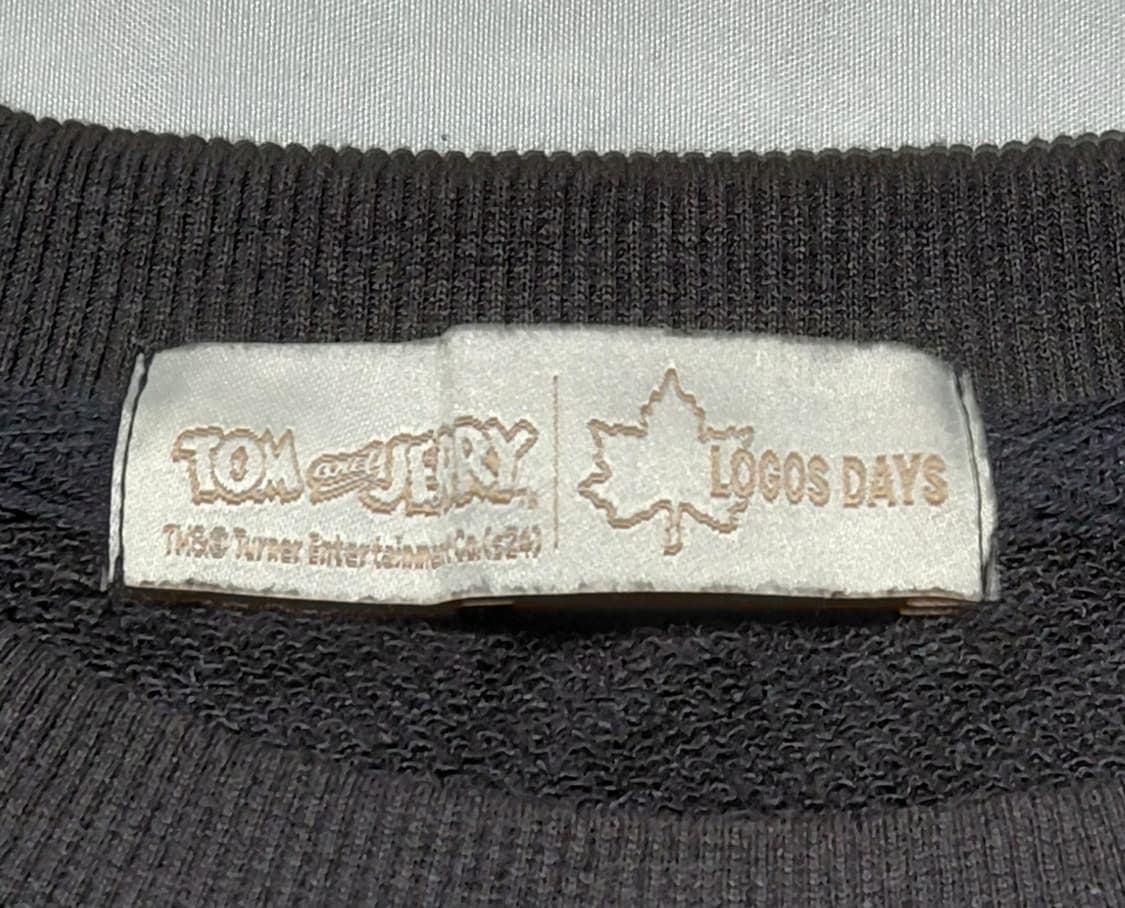 TOM and JERRY
TM&© Turner Entertainment Co. (s24)
LOGOS DAYS